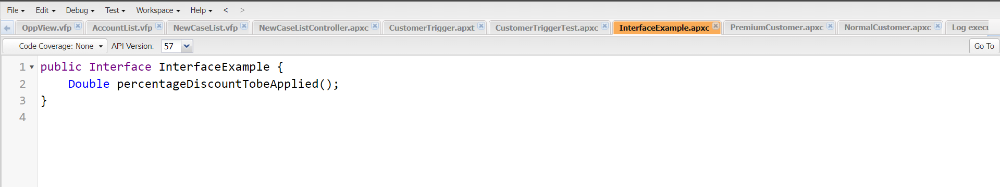 File Edit Debug Test Workspace Help < >
OppView.vfp AccountList.vfp NewCaseList.vfp NewCaseListController.apxc CustomerTrigger.apxt CustomerTriggerTest.apxc InterfaceExample.apxc PremiumCustomer.apxc NormalCustomer.apxc Log execu
Code Coverage: None API Version: 57 Go To
1 public Interface InterfaceExample {
2 Double percentageDiscountTobeApplied();
3 }
4